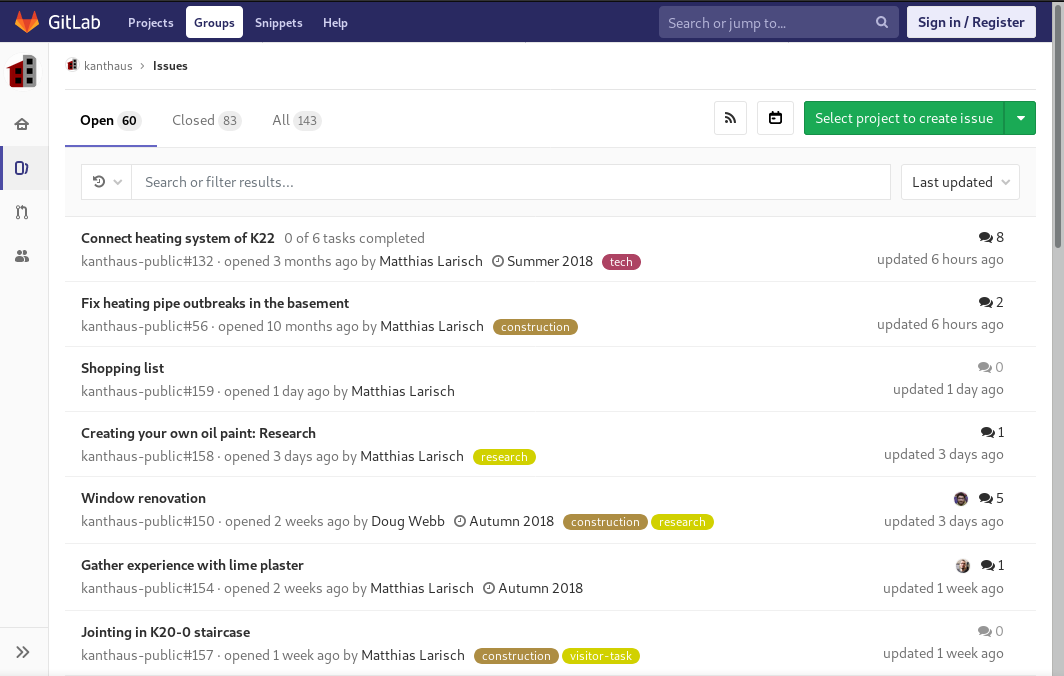 GitLab Projects Groups Snippets Help Search or jump to... Sign in / Register
kanthaus › Issues
Open 60 Closed 83 All 143 Select project to create issue
Search or filter results... Last updated
Connect heating system of K22 0 of 6 tasks completed 8
kanthaus-public#132 · opened 3 months ago by Matthias Larisch Summer 2018 tech updated 6 hours ago
Fix heating pipe outbreaks in the basement 2
kanthaus-public#56 · opened 10 months ago by Matthias Larisch construction updated 6 hours ago
Shopping list 0
kanthaus-public#159 · opened 1 day ago by Matthias Larisch updated 1 day ago
Creating your own oil paint: Research 1
kanthaus-public#158 · opened 3 days ago by Matthias Larisch research updated 3 days ago
Window renovation 5
kanthaus-public#150 · opened 2 weeks ago by Doug Webb Autumn 2018 construction research updated 3 days ago
Gather experience with lime plaster 1
kanthaus-public#154 · opened 2 weeks ago by Matthias Larisch Autumn 2018 updated 1 week ago
Jointing in K20-0 staircase 0
kanthaus-public#157 · opened 1 week ago by Matthias Larisch construction visitor-task updated 1 week ago